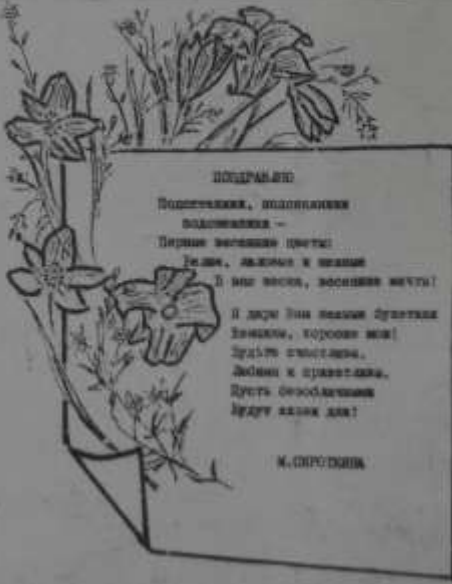 ПОЗДРАВЛЯЮ
Подснежники, подснежники
подснежники –
Первые весенние цветы:
Белые, лиловые и нежные
В них весна, весенние мечты!
Я дарю Вам нежные букетики
Женщины, хорошие мои!
Будьте счастливы,
Любимы и приветливы,
Пусть безоблачными
Будут ваши дни!
М.СИРОТКИНА